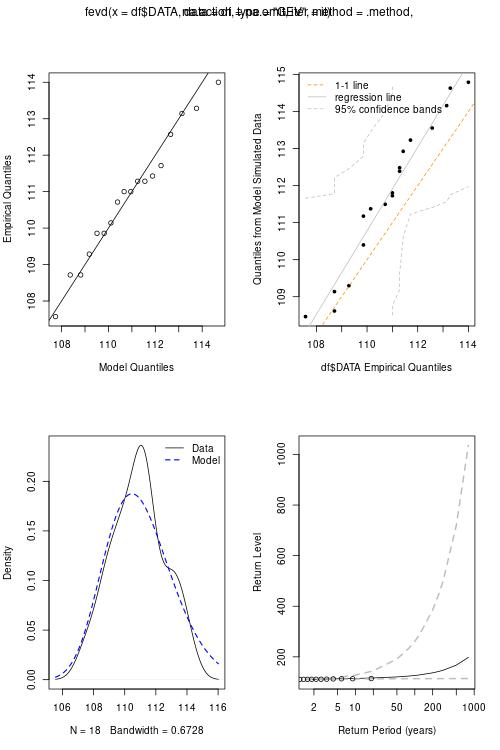 fevd(x = df$DATA,
method = .method,
114
113
112
111
110
109
108
Empirical Quantiles
108
110
112
114
Model Quantiles
1-1 line
regression line
95% confidence bands
115
114
113
112
111
110
109
Quantiles from Model Simulated Data
108
110
112
114
df$DATA Empirical Quantiles
Data
Model
0.20
0.15
0.10
0.05
0.00
Density
106
108
110
112
114
116
N = 18 Bandwidth = 0.6728
1000
800
600
400
200
Return Level
2
5
10
50
200
1000
Return Period (years)